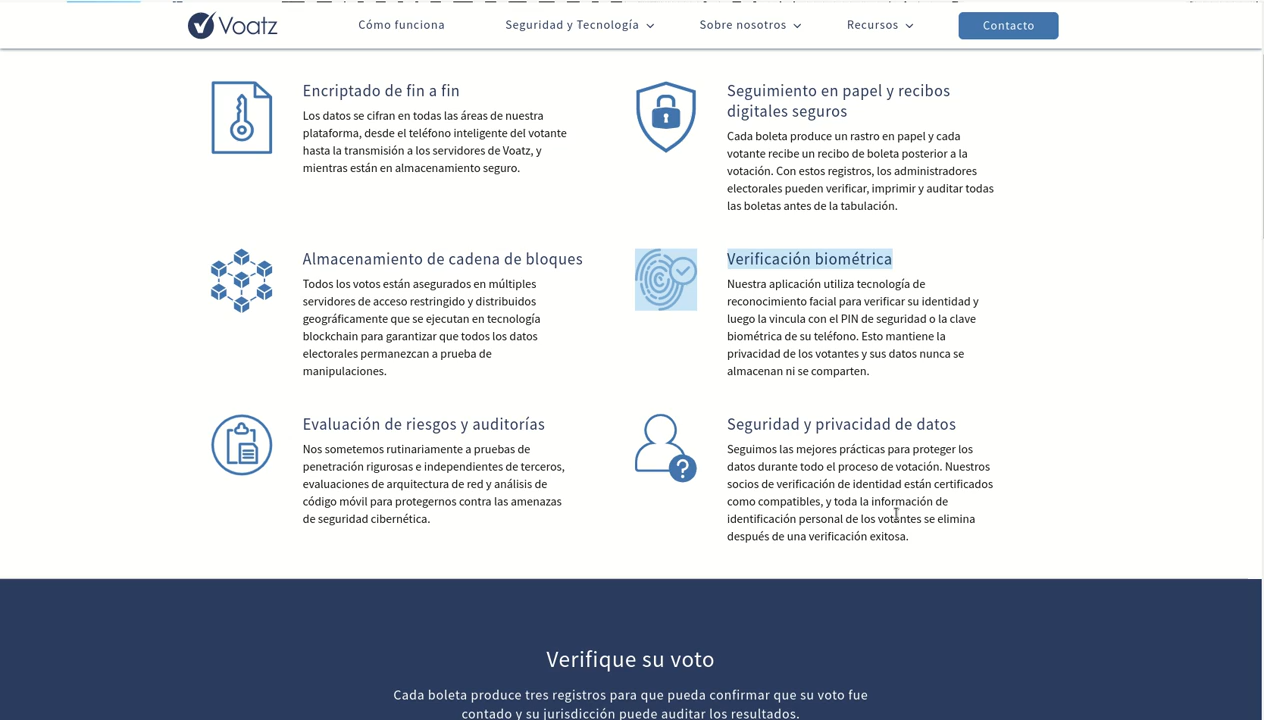 Voatz
Cómo funciona
Seguridad y Tecnología
Sobre nosotros
Recursos
Contacto
Encriptado de fin a fin
Los datos se cifran en todas las áreas de nuestra
plataforma, desde el teléfono inteligente del votante
hasta la transmisión a los servidores de Voatz, y
mientras están en almacenamiento seguro.
Seguimiento en papel y recibos
digitales seguros
Cada boleta produce un rastro en papel y cada
votante recibe un recibo de boleta posterior a la
votación. Con estos registros, los administradores
electorales pueden verificar, imprimir y auditar todas
las boletas antes de la tabulación.
Almacenamiento de cadena de bloques
Todos los votos están asegurados en múltiples
servidores de acceso restringido y distribuidos
geográficamente que se ejecutan en tecnología
blockchain para garantizar que todos los datos
electorales permanezcan a prueba de
manipulaciones.
Verificación biométrica
Nuestra aplicación utiliza tecnología de
reconocimiento facial para verificar su identidad y
luego la vincula con el PIN de seguridad o la clave
biométrica de su teléfono. Esto mantiene la
privacidad de los votantes y sus datos nunca se
almacenan ni se comparten.
Evaluación de riesgos y auditorías
Nos sometemos rutinariamente a pruebas de
penetración rigurosas e independientes de terceros,
evaluaciones de arquitectura de red y análisis de
código móvil para protegernos contra las amenazas
de seguridad cibernética.
Seguridad y privacidad de datos
Seguimos las mejores prácticas para proteger los
datos durante todo el proceso de votación. Nuestros
socios de verificación de identidad están certificados
como compatibles, y toda la información de
identificación personal de los votantes se elimina
después de una verificación exitosa.
Verifique su voto
Cada boleta produce tres registros para que pueda confirmar que su voto fue
contado y su jurisdicción puede auditar los resultados.